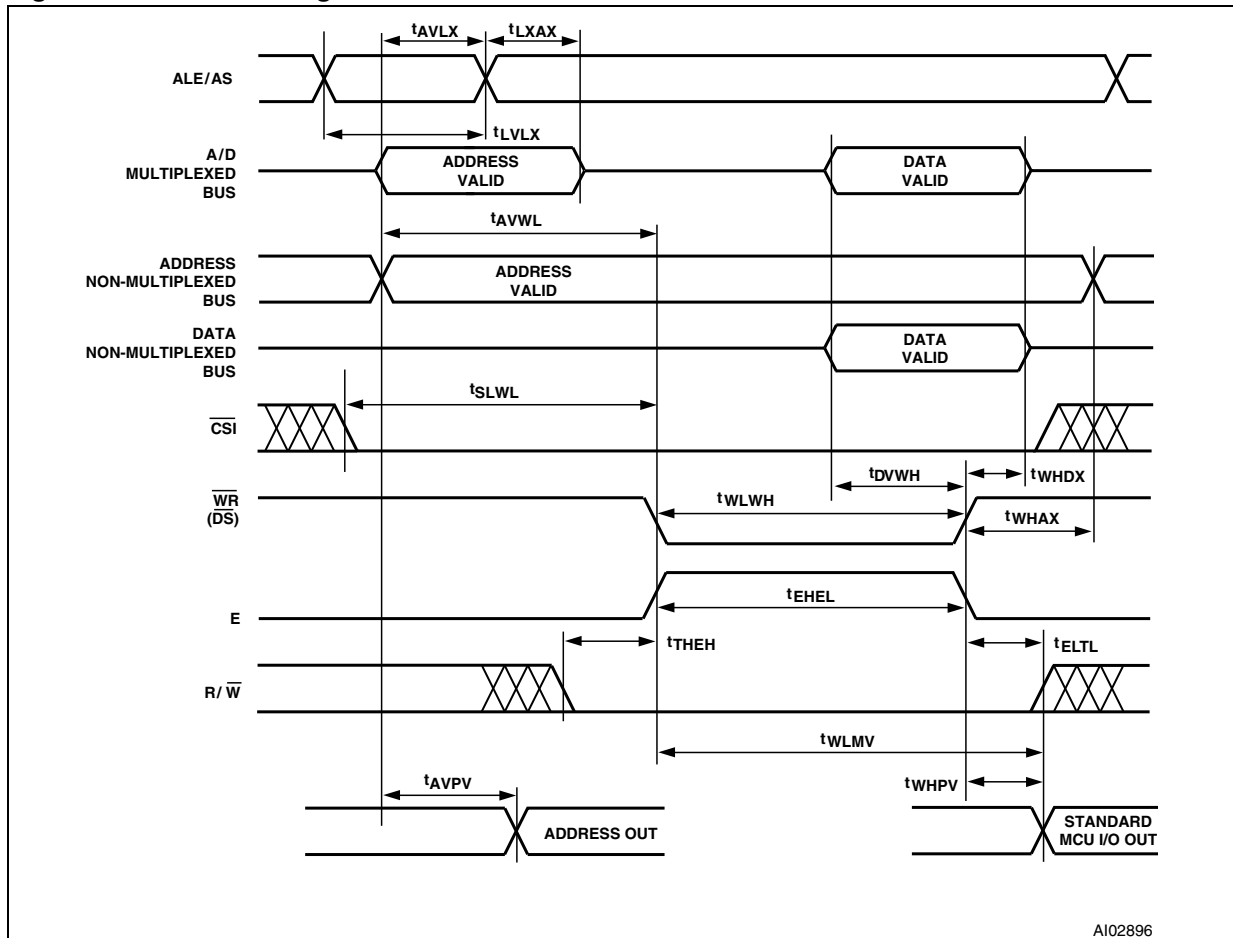 tAVLX
tLXAX
ALE/AS
tLVLX
A/D
MULTIPLEXED
BUS
ADDRESS
VALID
DATA
VALID
tAVWL
ADDRESS
NON-MULTIPLEXED
BUS
ADDRESS
VALID
DATA
NON-MULTIPLEXED
BUS
DATA
VALID
tSLWL
CSI
tDVWH
tWHDX
WR
(DS)
tWLWH
tWHAX
tEHEL
E
tTHEH
tELTL
R/ W
tWLMV
tAVPV
tWHPV
ADDRESS OUT
STANDARD
MCU I/O OUT
AI02896